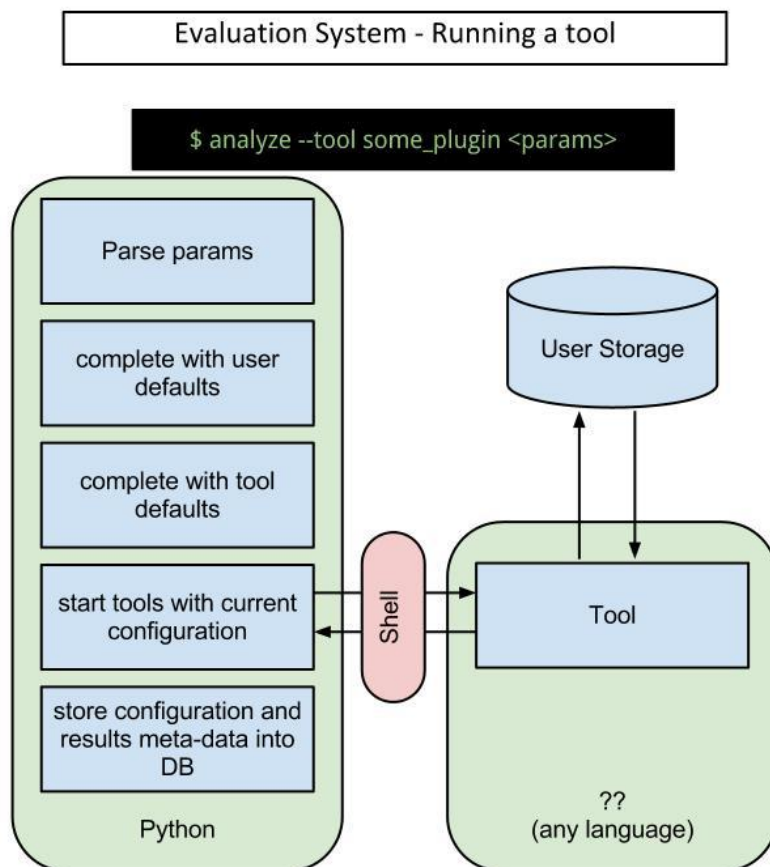 Evaluation System - Running a tool
$ analyze --tool some_plugin <params>
Parse params
complete with user
defaults
complete with tool
defaults
start tools with current
configuration
store configuration and
results meta-data into
DB
Python
Shell
User Storage
Tool
??
(any language)